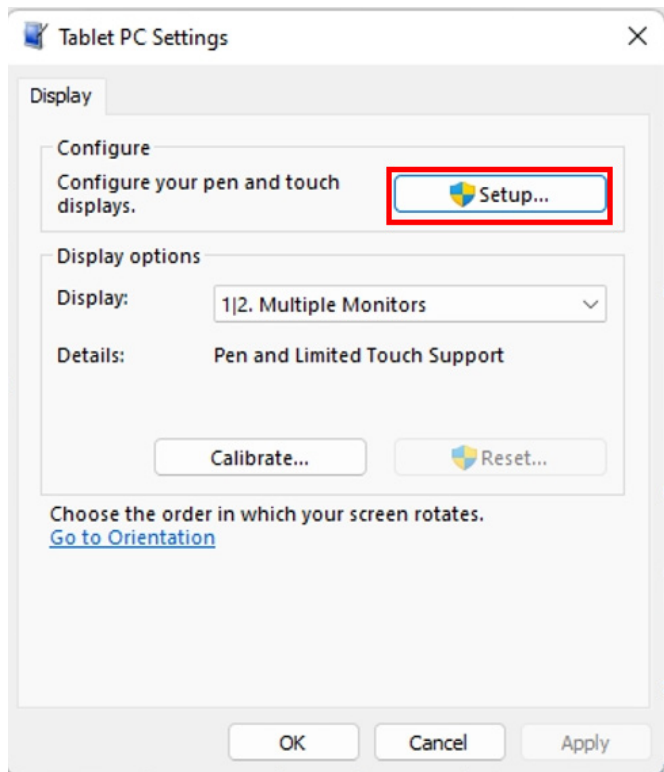 Tablet PC Settings
Display
Configure
Configure your pen and touch
displays.
Setup...
Display options
Display:
1|2. Multiple Monitors
Details:
Pen and Limited Touch Support
Calibrate...
Reset...
Choose the order in which your screen rotates.
Go to Orientation
OK
Cancel
Apply